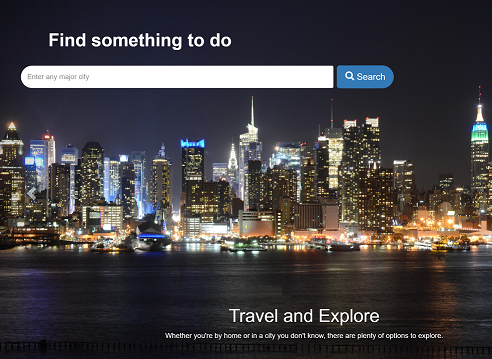 Find something to do
Enter any major city
Search
Travel and Explore
Whether you're by home or in a city you don't know, there are plenty of options to explore.